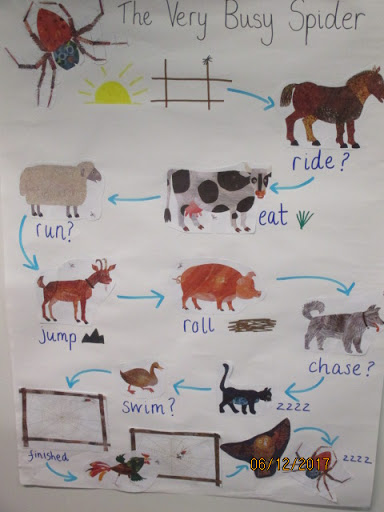 The Very Busy Spider
ride?
eat
run?
jump
roll
chase?
zzzz
swim?
finished
06/12/2017
zzzz